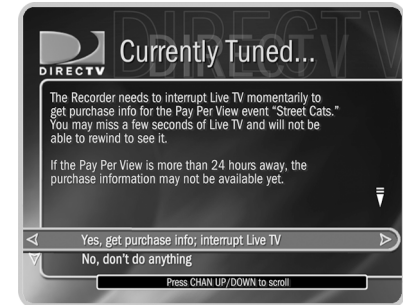 DIRECTV
Currently Tuned...
DIRECTV
The Recorder needs to interrupt Live TV momentarily to
get purchase info for the Pay Per View event “Street Cats.”
You may miss a few seconds of Live TV and will not be
able to rewind to see it.
If the Pay Per View is more than 24 hours away, the
purchase information may not be available yet.
Yes, get purchase info; interrupt Live TV
No, don't do anything
Press CHAN UP/DOWN to scroll